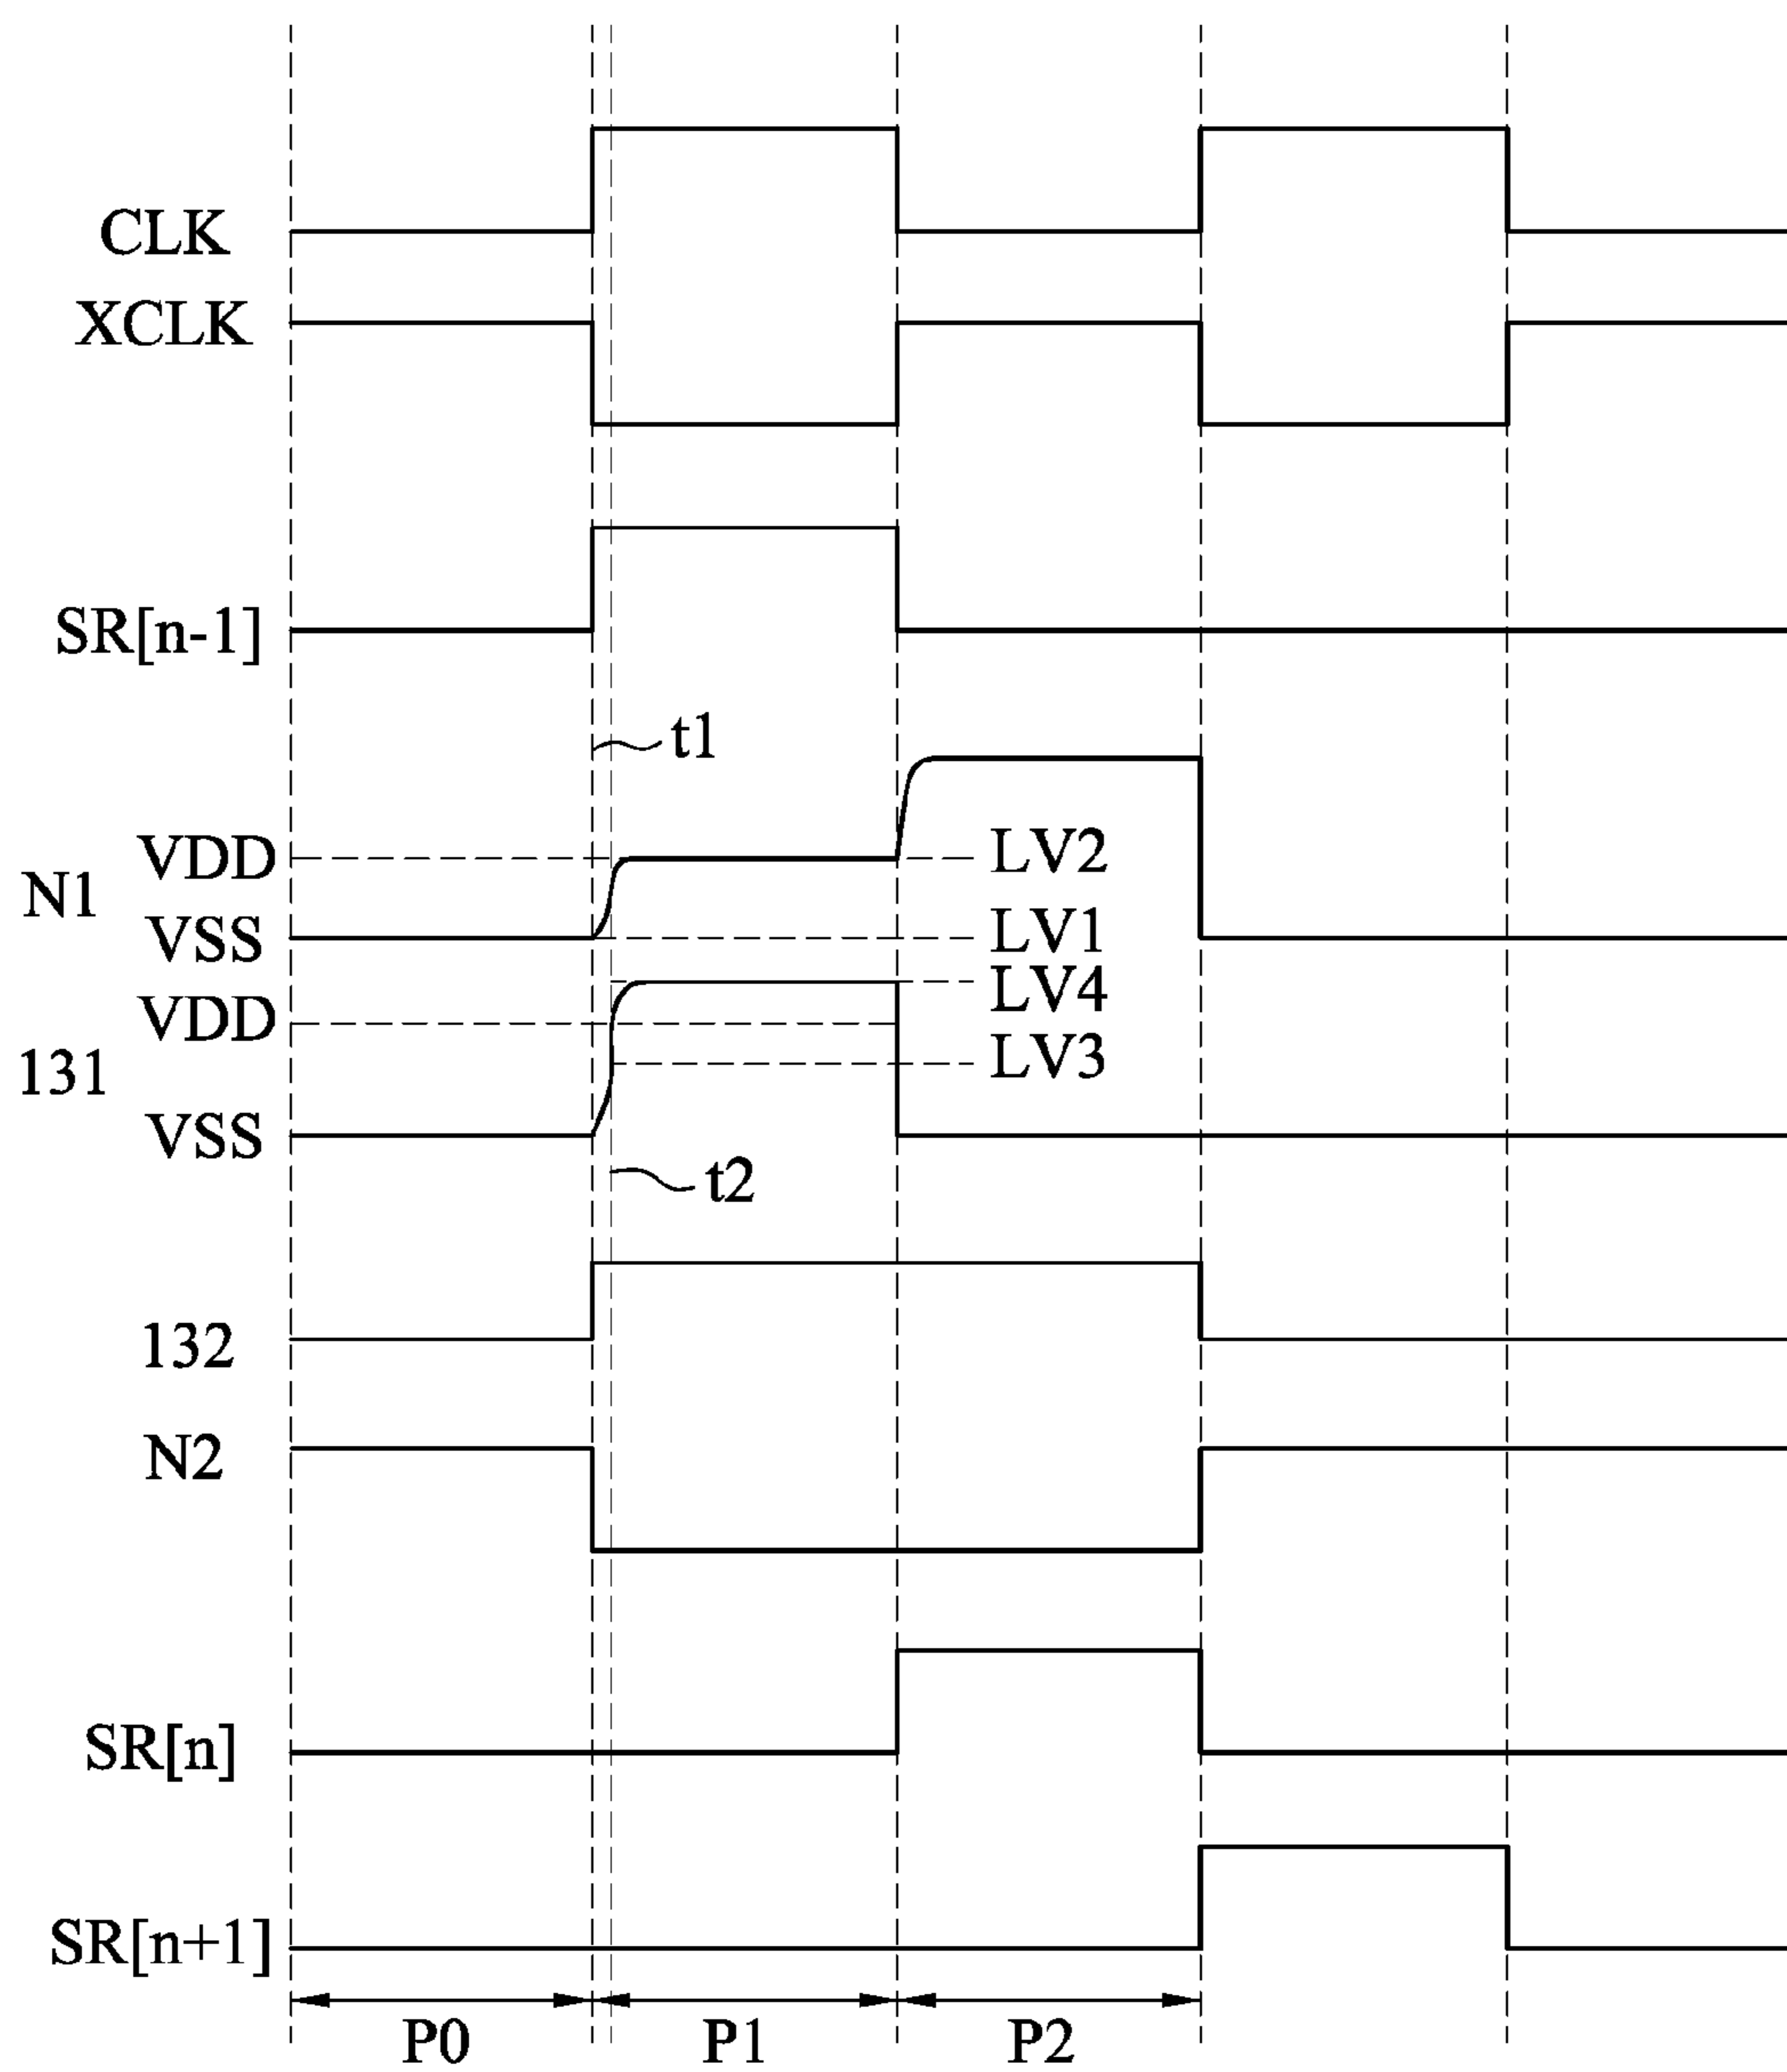 CLK
XCLK
SR[n-1]
t1
VDD
LV2
N1
VSS
LV1
LV4
VDD
131
LV3
VSS
t2
132
N2
SR[n]
SR[n+1]
P0 P1 P2